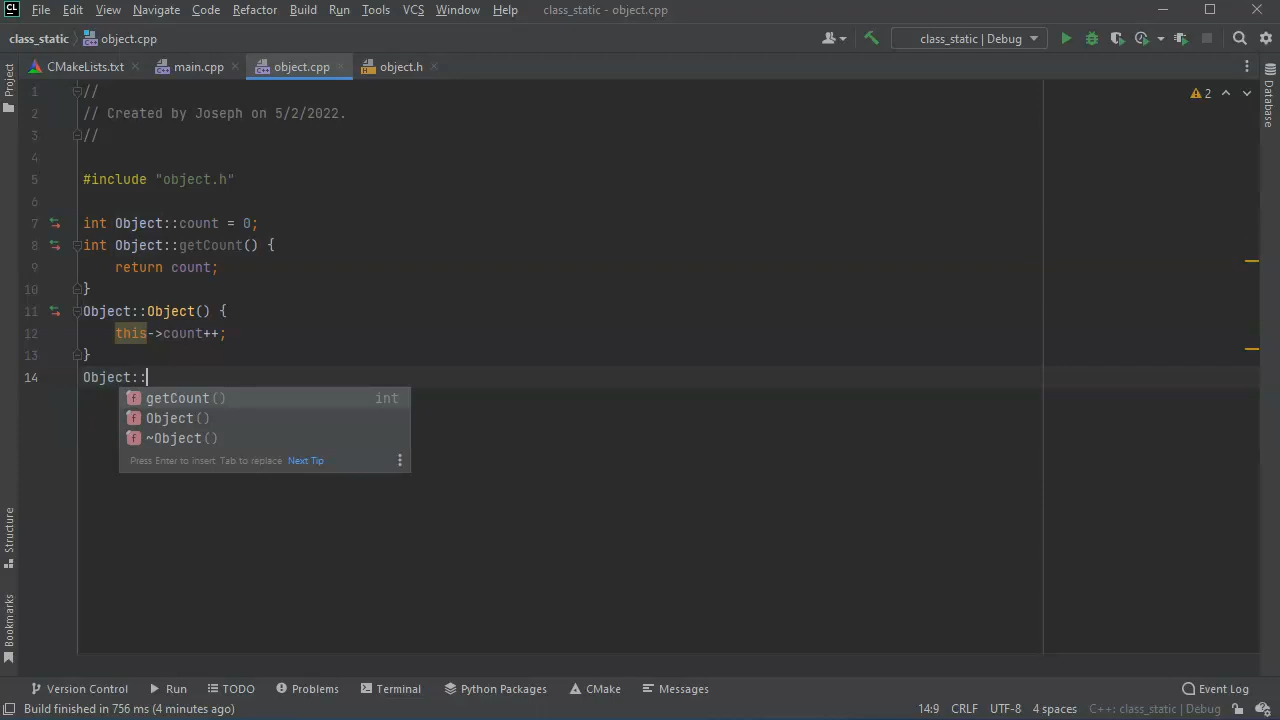 CL File Edit View Navigate Code Refactor Build Run Tools VCS Window Help class_static - object.cpp
class_static object.cpp class_static | Debug
CMakeLists.txt main.cpp object.cpp object.h
Project
Database
1 //
2 // Created by Joseph on 5/2/2022.
3 //
4
5 #include "object.h"
6
7 int Object::count = 0;
8 int Object::getCount() {
9 return count;
10 }
11 Object::Object() {
12 this->count++;
13 }
14 Object::
2
getCount() int
Object()
~Object()
Press Enter to insert Tab to replace Next Tip
Structure
Bookmarks
Version Control Run TODO Problems Terminal Python Packages CMake Messages Event Log
Build finished in 756 ms (4 minutes ago) 14:9 CRLF UTF-8 4 spaces C++: class_static | Debug